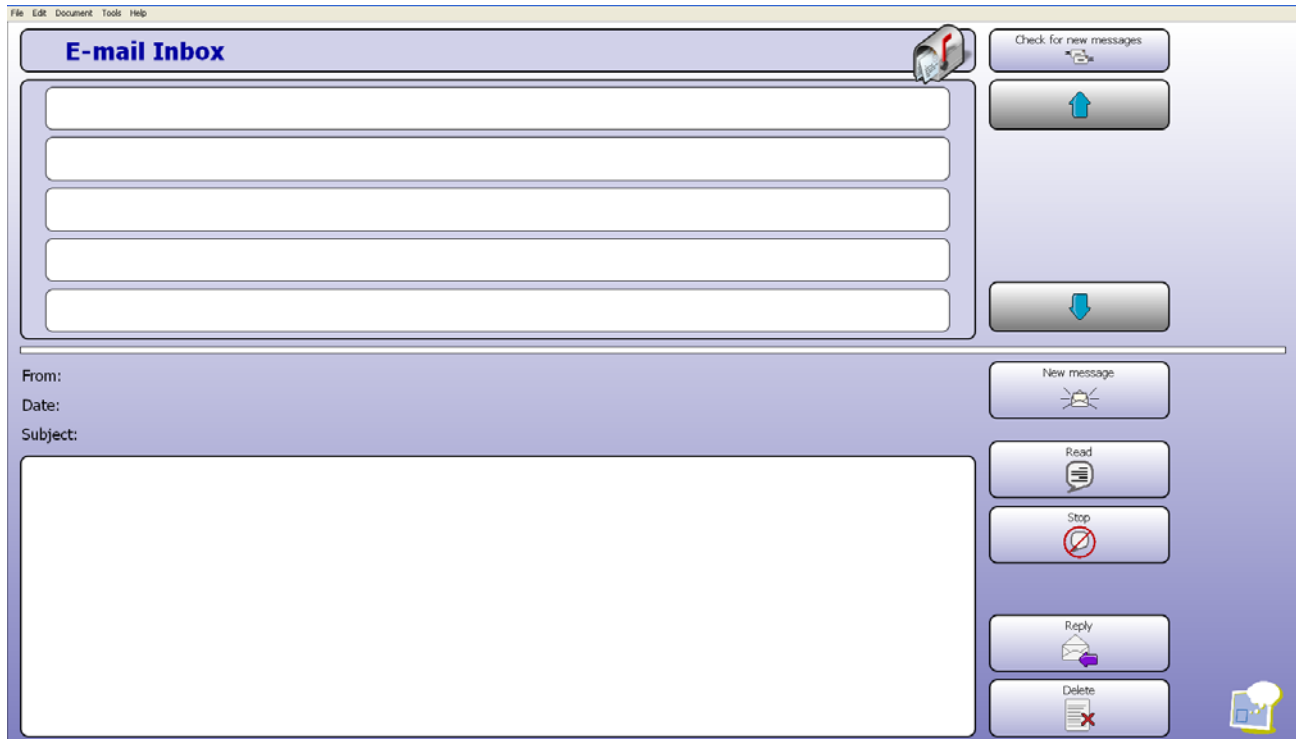 File Edit Document Tools Help
E-mail Inbox
Check for new messages
From:
New message
Date:
Subject:
Read
Stop
Reply
Delete